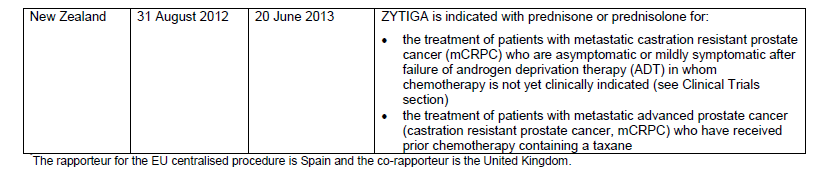 New Zealand 31 August 2012 20 June 2013 ZYTIGA is indicated with prednisone or prednisolone for:
• the treatment of patients with metastatic castration resistant prostate
cancer (mCRPC) who are asymptomatic or mildly symptomatic after
failure of androgen deprivation therapy (ADT) in whom
chemotherapy is not yet clinically indicated (see Clinical Trials
section)
• the treatment of patients with metastatic advanced prostate cancer
(castration resistant prostate cancer, mCRPC) who have received
prior chemotherapy containing a taxane
The rapporteur for the EU centralised procedure is Spain and the co-rapporteur is the United Kingdom.